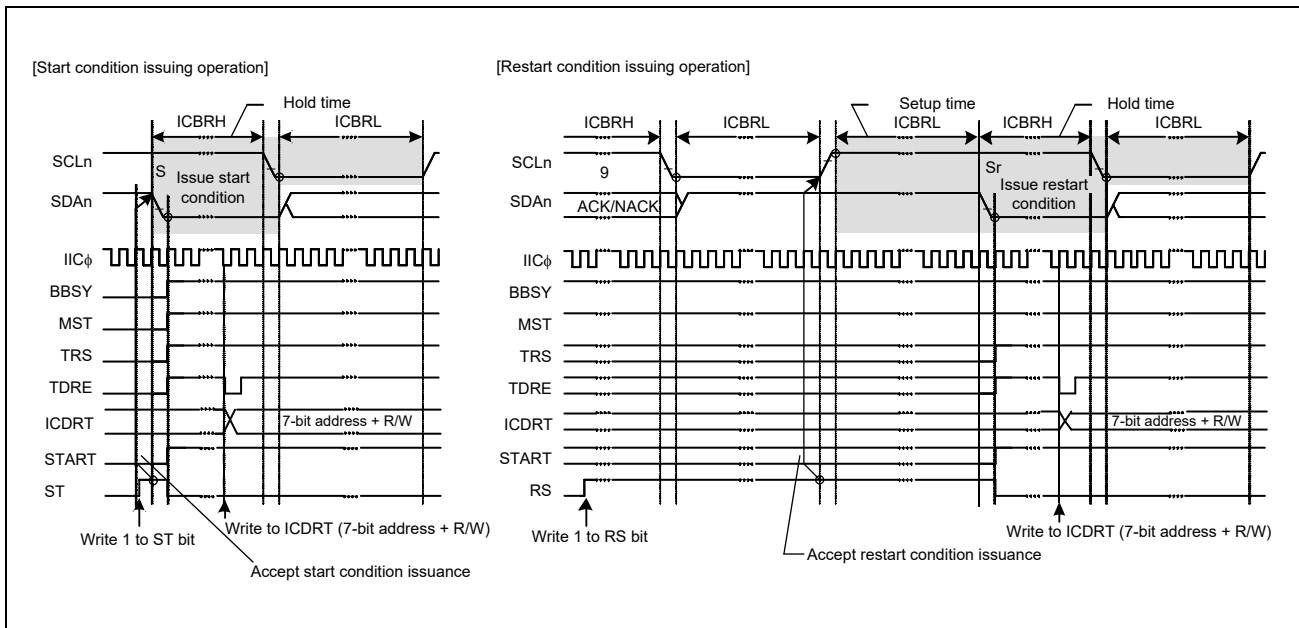 [Start condition issuing operation]
Hold time
ICBRH
ICBRL
SCLn
S
Issue start
condition
SDAn
IICϕ
BBSY
MST
TRS
TDRE
ICDRT
7-bit address + R/W
START
ST
Write to ICDRT (7-bit address + R/W)
Write 1 to ST bit
Accept start condition issuance
[Restart condition issuing operation]
Setup time
Hold time
ICBRH
ICBRL
ICBRL
ICBRH
ICBRL
SCLn
9
Sr
Issue restart
condition
SDAn
ACK/NACK
IICϕ
BBSY
MST
TRS
TDRE
ICDRT
7-bit address + R/W
START
RS
Write 1 to RS bit
Write to ICDRT (7-bit address + R/W)
Accept restart condition issuance